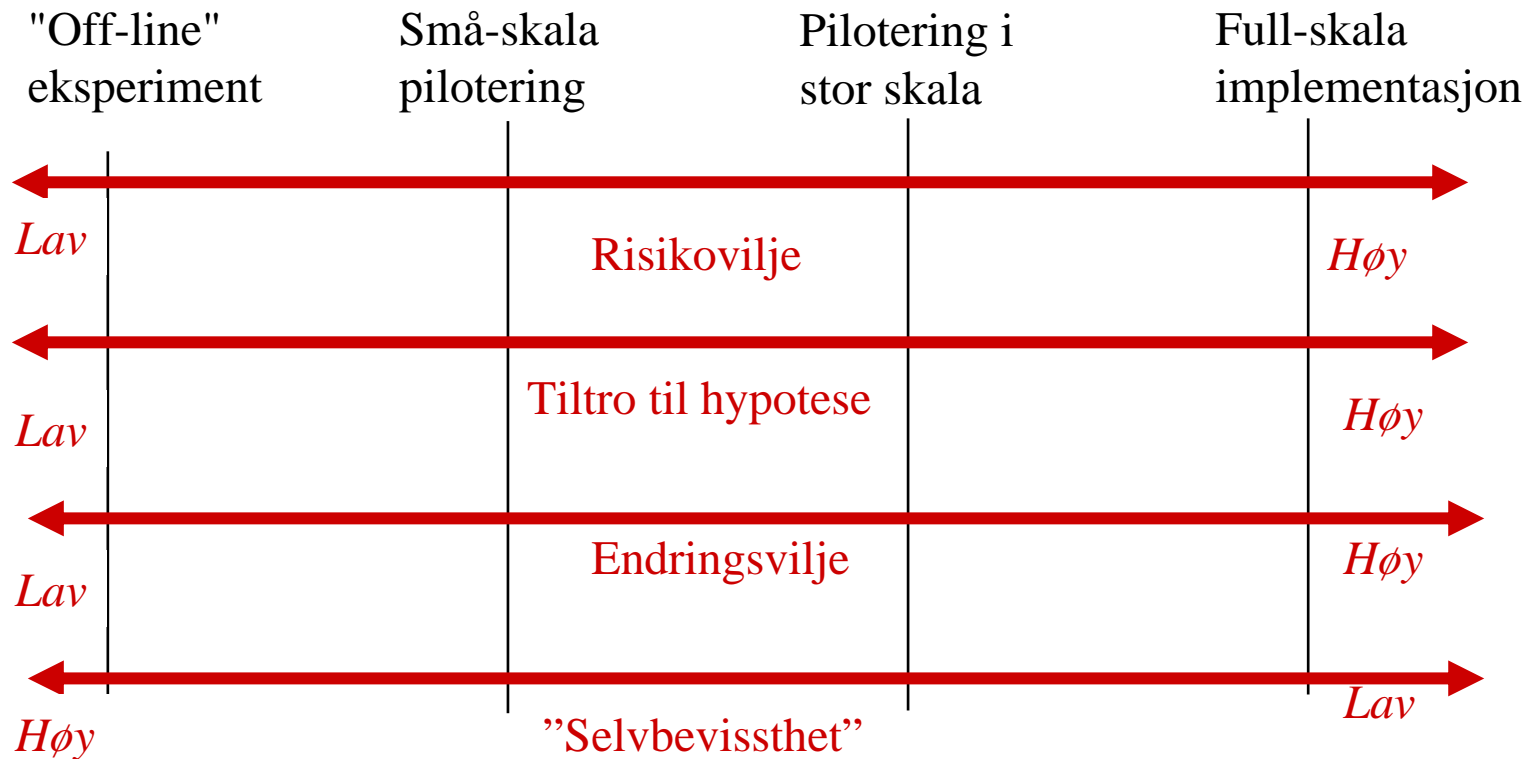 "Off-line"
eksperiment
Små-skala
pilotering
Pilotering i
stor skala
Full-skala
implementasjon
Lav
Risikovilje
Høy
Lav
Tiltro til hypotese
Høy
Lav
Endringsvilje
Høy
Høy
”Selvbevissthet”
Lav